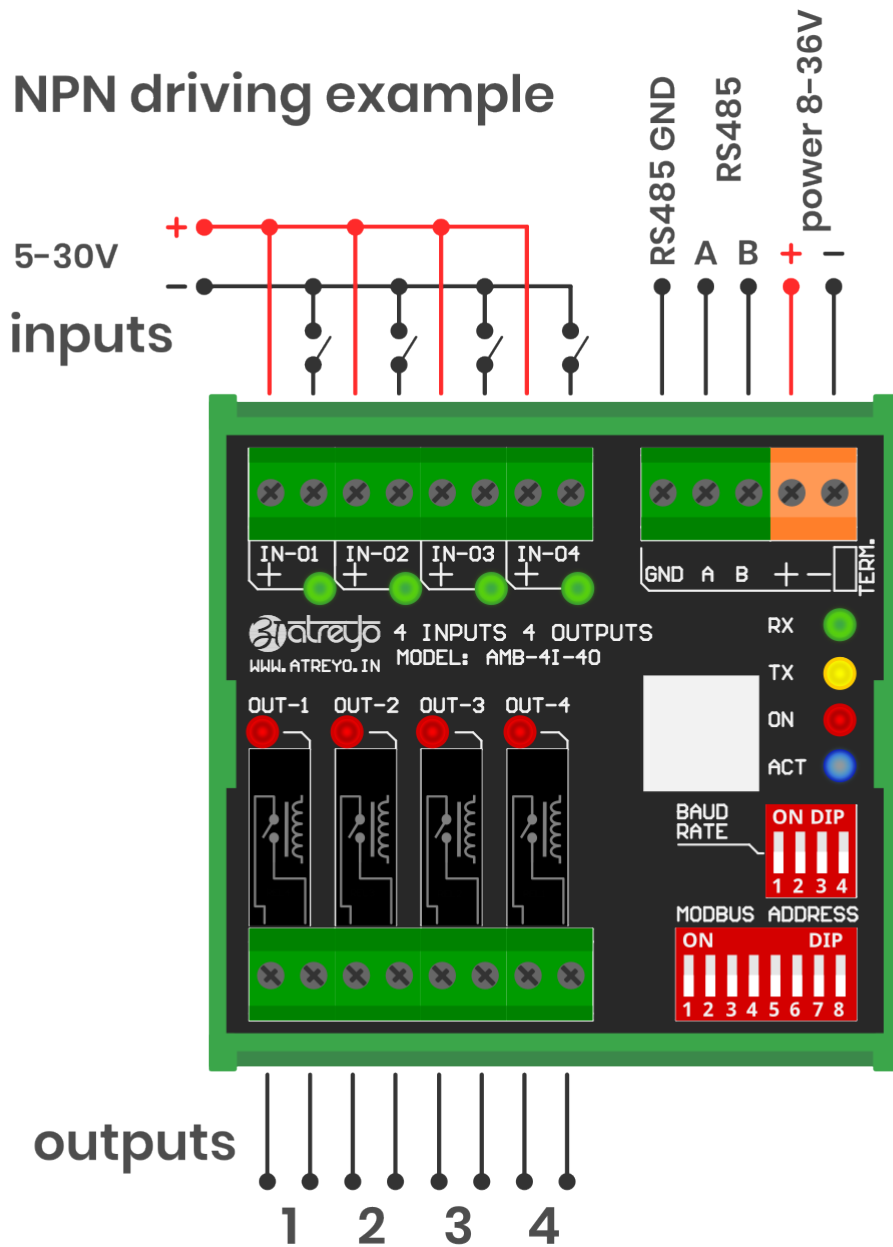 NPN driving example
RS485 GND
RS485
power 8-36V
A B + −
+
5-30V
−
inputs
IN-01 IN-02 IN-03 IN-04
+ + + +
GND A B + −
TERM.
atreyo 4 INPUTS 4 OUTPUTS
WWW.ATREYO.IN MODEL: AMB-4I-4O
RX
TX
ON
ACT
OUT-1 OUT-2 OUT-3 OUT-4
BAUD
RATE
ON DIP
1 2 3 4
MODBUS ADDRESS
ON DIP
1 2 3 4 5 6 7 8
outputs
1 2 3 4